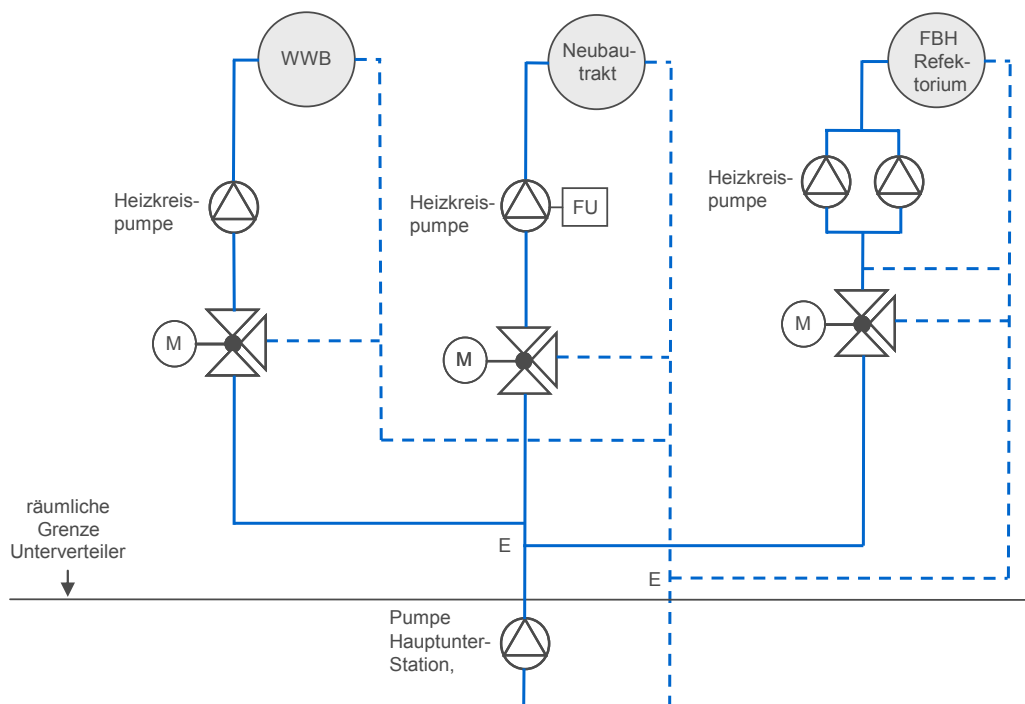 WWB
Neubau-
trakt
FBH
Refek-
torium
Heizkreis-
pumpe
Heizkreis-
pumpe
FU
Heizkreis-
pumpe
M
M
M
räumliche
Grenze
Unterverteiler
E
E
Pumpe
Hauptunter-
Station,